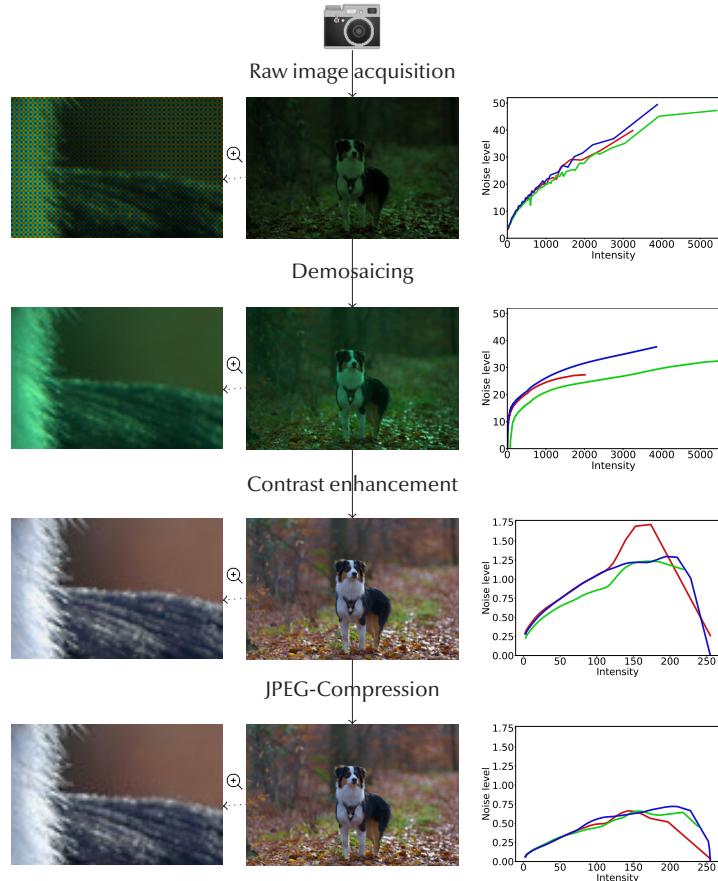 Raw image acquisition
50
40
30
20
10
0
Noise level
0 1000 2000 3000 4000 5000
Intensity
Demosaicing
50
40
30
20
10
0
Noise level
0 1000 2000 3000 4000 5000
Intensity
Contrast enhancement
1.75
1.50
1.25
1.00
0.75
0.50
0.25
0.00
Noise level
0 50 100 150 200 250
Intensity
JPEG-Compression
1.75
1.50
1.25
1.00
0.75
0.50
0.25
0.00
Noise level
0 50 100 150 200 250
Intensity